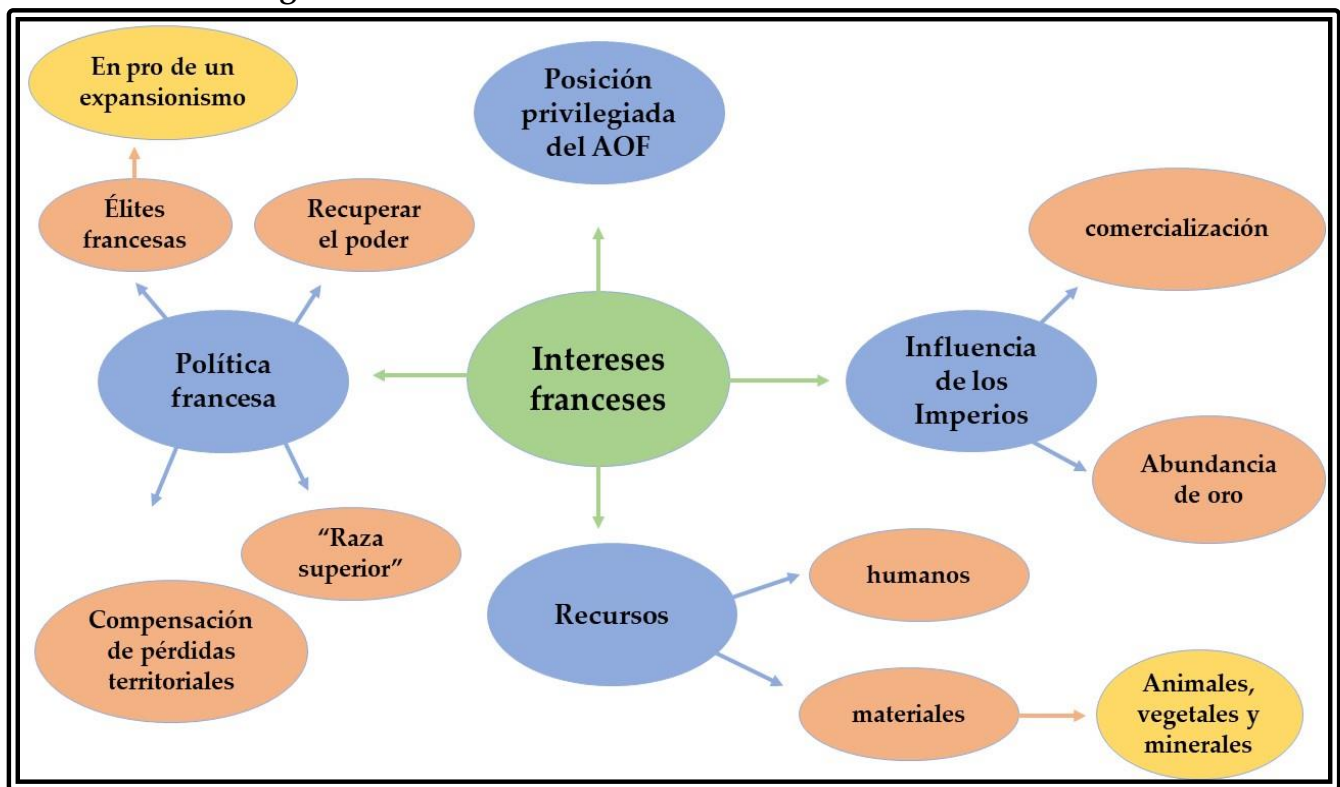 En pro de un
expansionismo
Posición
privilegiada
del AOF
Élites
francesas
Recuperar
el poder
comercialización
Política
francesa
Intereses
franceses
Influencia
de los
Imperios
Abundancia
de oro
“Raza
superior”
Compensación
de pérdidas
territoriales
Recursos
humanos
materiales
Animales,
vegetales y
minerales